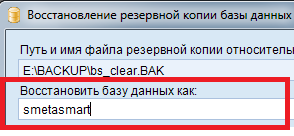 Восстановление резервной копии базы данных
Путь и имя файла резервной копии относитель
E:\BACKUP\bs_clear.BAK
Восстановить базу данных как:
smetasmart